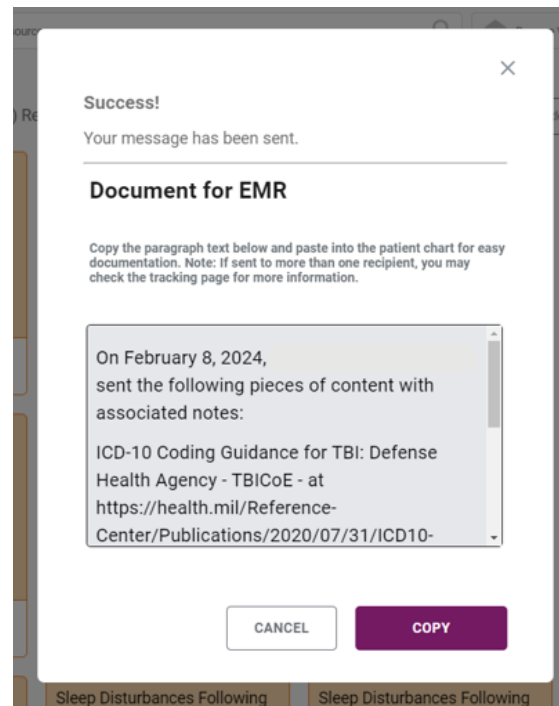 ource
) Re
Success!
Your message has been sent.
Document for EMR
Copy the paragraph text below and paste into the patient chart for easy
documentation. Note: If sent to more than one recipient, you may
check the tracking page for more information.
On February 8, 2024,
sent the following pieces of content with
associated notes:
ICD-10 Coding Guidance for TBI: Defense
Health Agency - TBICoE - at
https://health.mil/Reference-
Center/Publications/2020/07/31/ICD10-
CANCEL
COPY
Sleep Disturbances Following
Sleep Disturbances Following